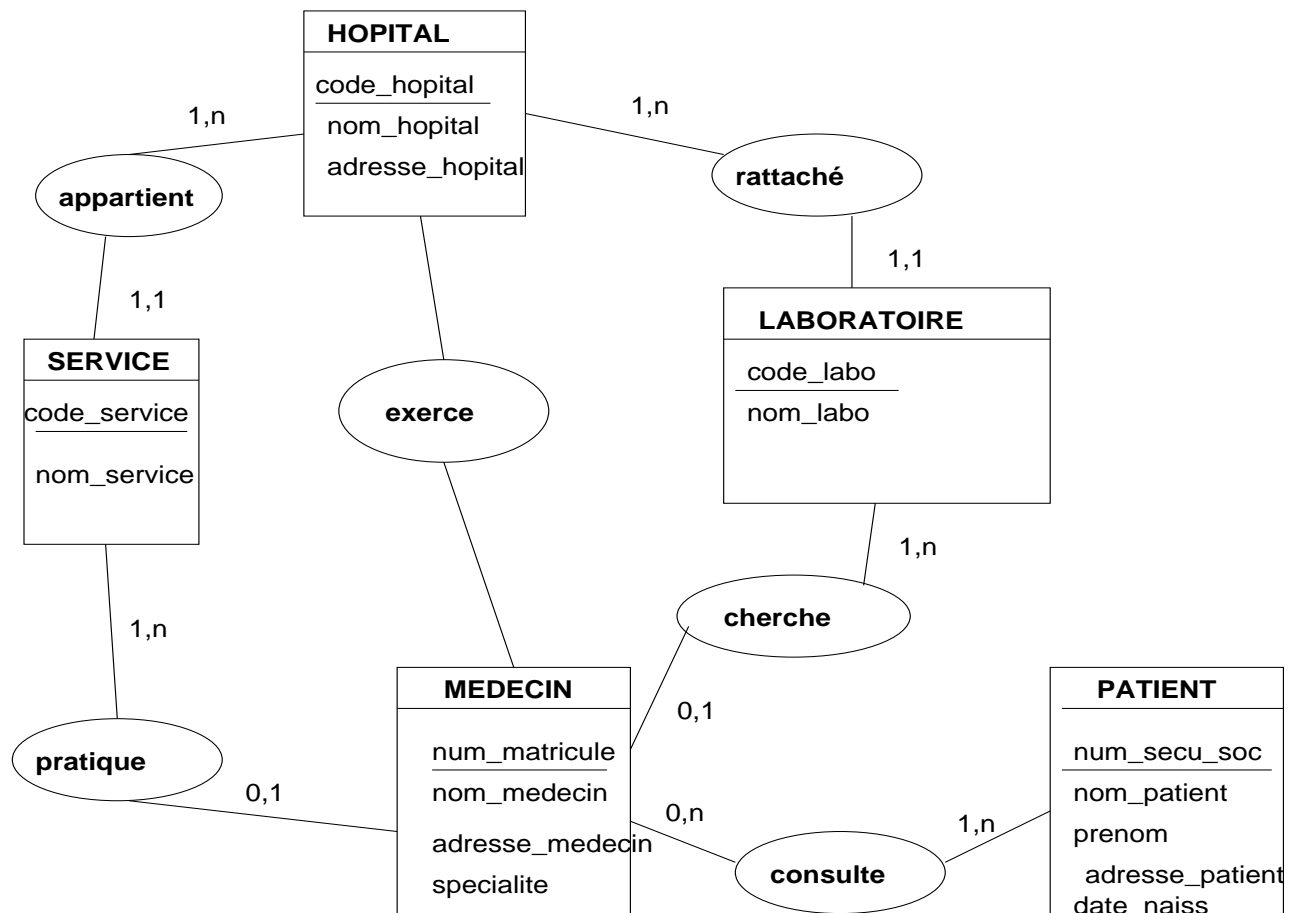 HOPITAL
code_hopital
nom_hopital
adresse_hopital
1,n
1,n
appartient
rattaché
1,1
1,1
SERVICE
code_service
nom_service
LABORATOIRE
code_labo
nom_labo
exerce
1,n
1,n
cherche
pratique
0,1
0,1
MEDECIN
num_matricule
nom_medecin
adresse_medecin
specialite
0,n
1,n
consulte
PATIENT
num_secu_soc
nom_patient
prenom
adresse_patient
date_naiss